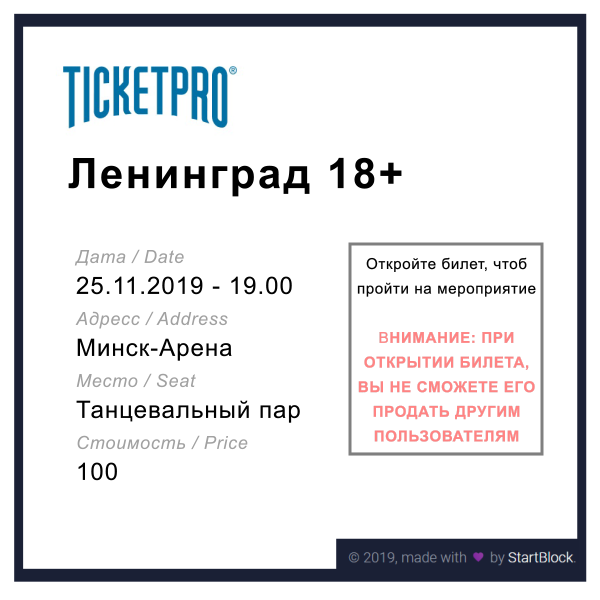 TICKETPRO®
Ленинград 18+
Дата / Date
25.11.2019 - 19.00
Адресс / Address
Минск-Арена
Место / Seat
Танцевальный пар
Стоимость / Price
100
Откройте билет, чтоб
пройти на мероприятие
ВНИМАНИЕ: ПРИ
ОТКРЫТИИ БИЛЕТА,
ВЫ НЕ СМОЖЕТЕ ЕГО
ПРОДАТЬ ДРУГИМ
ПОЛЬЗОВАТЕЛЯМ
© 2019, made with ♥ by StartBlock.